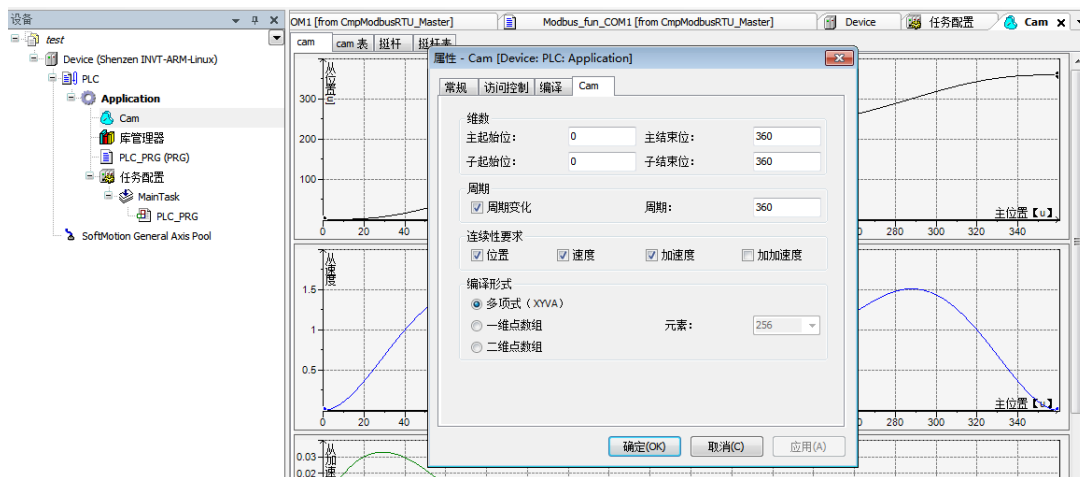 设备
test
Device (Shenzen INVT-ARM-Linux)
PLC
Application
Cam
库管理器
PLC_PRG (PRG)
任务配置
MainTask
PLC_PRG
SoftMotion General Axis Pool
OM1 [from CmpModbusRTU_Master]
Modbus_fun_COM1 [from CmpModbusRTU_Master]
Device
任务配置
Cam
cam
cam 表
挺杆
挺杆表
从位置[u]
300
200
100
0 20 40
280 300 320 340
主位置【u】
从速度
1.5
1
0.5
0 20 40
280 300 320 340
主位置【u】
从加速
0.03
0.02
属性 - Cam [Device: PLC: Application]
常规
访问控制
编译
Cam
维数
主起始位: 0 主结束位: 360
子起始位: 0 子结束位: 360
周期
周期变化 周期: 360
连续性要求
位置 速度 加速度 加加速度
编译形式
多项式（XYVA）
一维点数组 元素: 256
二维点数组
确定(OK) 取消(C) 应用(A)